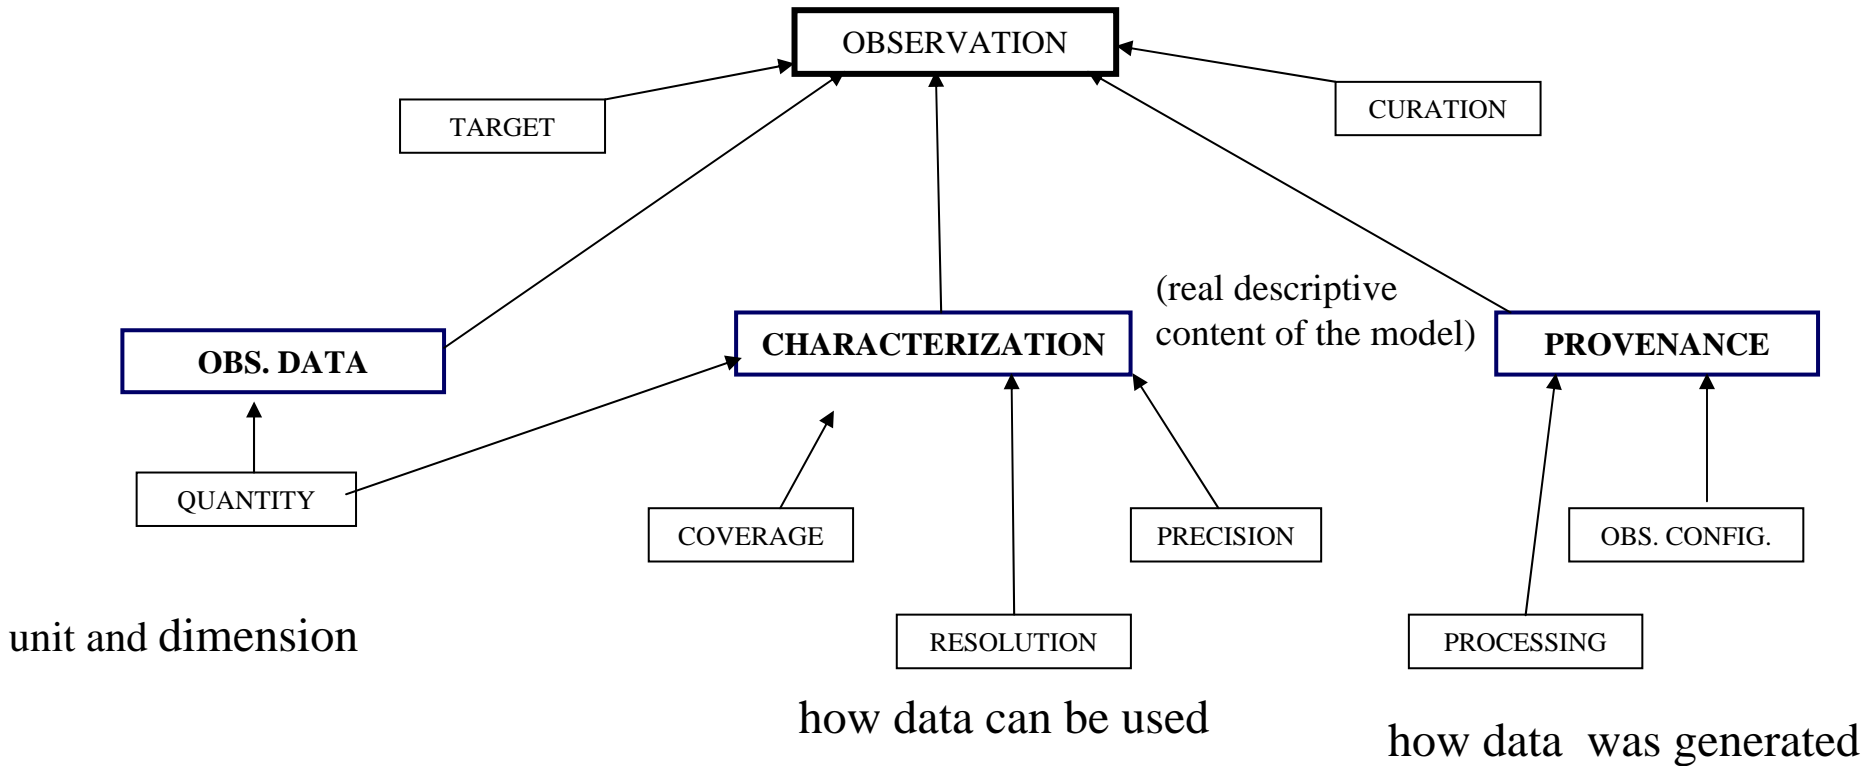 OBSERVATION
TARGET
CURATION
(real descriptive
content of the model)
OBS. DATA
CHARACTERIZATION
PROVENANCE
QUANTITY
COVERAGE
PRECISION
OBS. CONFIG.
unit and dimension
RESOLUTION
PROCESSING
how data can be used
how data was generated